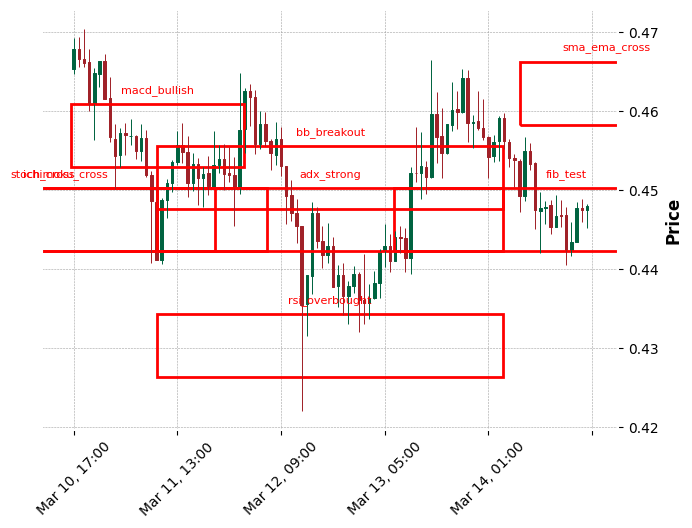 sma_ema_cross
macd_bullish
bb_breakout
ichimoku_cross
adx_strong
fib_test
rsi_overbought
0.47
0.46
0.45
0.44
0.43
0.42
Price
Mar 10, 17:00
Mar 11, 13:00
Mar 12, 09:00
Mar 13, 05:00
Mar 14, 01:00